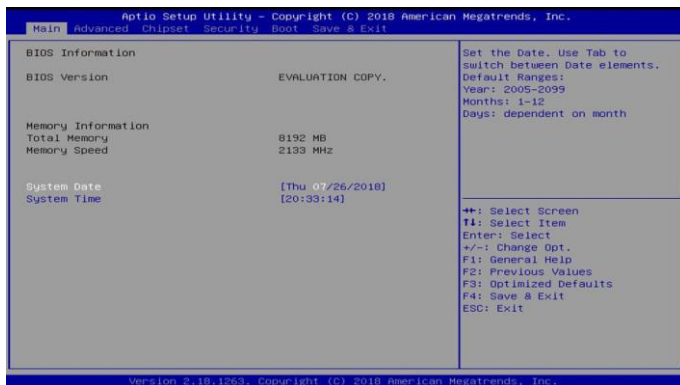 Aptio Setup Utility – Copyright (C) 2018 American Megatrends, Inc.
Main Advanced Chipset Security Boot Save & Exit
BIOS Information
BIOS Version EVALUATION COPY.
Memory Information
Total Memory 8192 MB
Memory Speed 2133 MHz
System Date [Thu 07/26/2018]
System Time [20:33:14]
Set the Date. Use Tab to
switch between Date elements.
Default Ranges:
Year: 2005-2099
Months: 1-12
Days: dependent on month
→←: Select Screen
↑↓: Select Item
Enter: Select
+/-: Change Opt.
F1: General Help
F2: Previous Values
F3: Optimized Defaults
F4: Save & Exit
ESC: Exit
Version 2.18.1263. Copyright (C) 2018 American Megatrends, Inc.